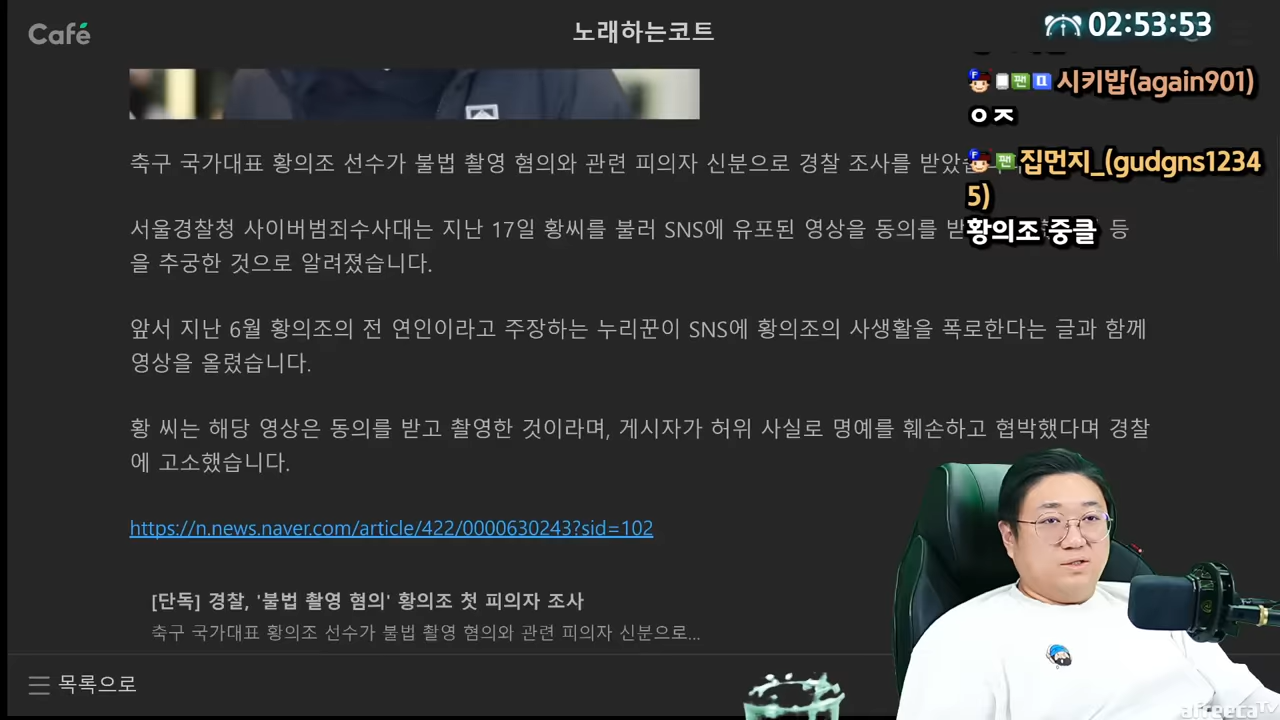 Café
노래하는코트
02:53:53
시키밥(again901)
ㅇㅈ
집먼지_(gudgns1234
5)
황의조 중클
축구 국가대표 황의조 선수가 불법 촬영 혐의와 관련 피의자 신분으로 경찰 조사를 받았
서울경찰청 사이버범죄수사대는 지난 17일 황씨를 불러 SNS에 유포된 영상을 동의를 받 등
을 추궁한 것으로 알려졌습니다.
앞서 지난 6월 황의조의 전 연인이라고 주장하는 누리꾼이 SNS에 황의조의 사생활을 폭로한다는 글과 함께
영상을 올렸습니다.
황 씨는 해당 영상은 동의를 받고 촬영한 것이라며, 게시자가 허위 사실로 명예를 훼손하고 협박했다며 경찰
에 고소했습니다.
https://n.news.naver.com/article/422/0000630243?sid=102
[단독] 경찰, '불법 촬영 혐의' 황의조 첫 피의자 조사
축구 국가대표 황의조 선수가 불법 촬영 혐의와 관련 피의자 신분으로...
목록으로
afreecaTV